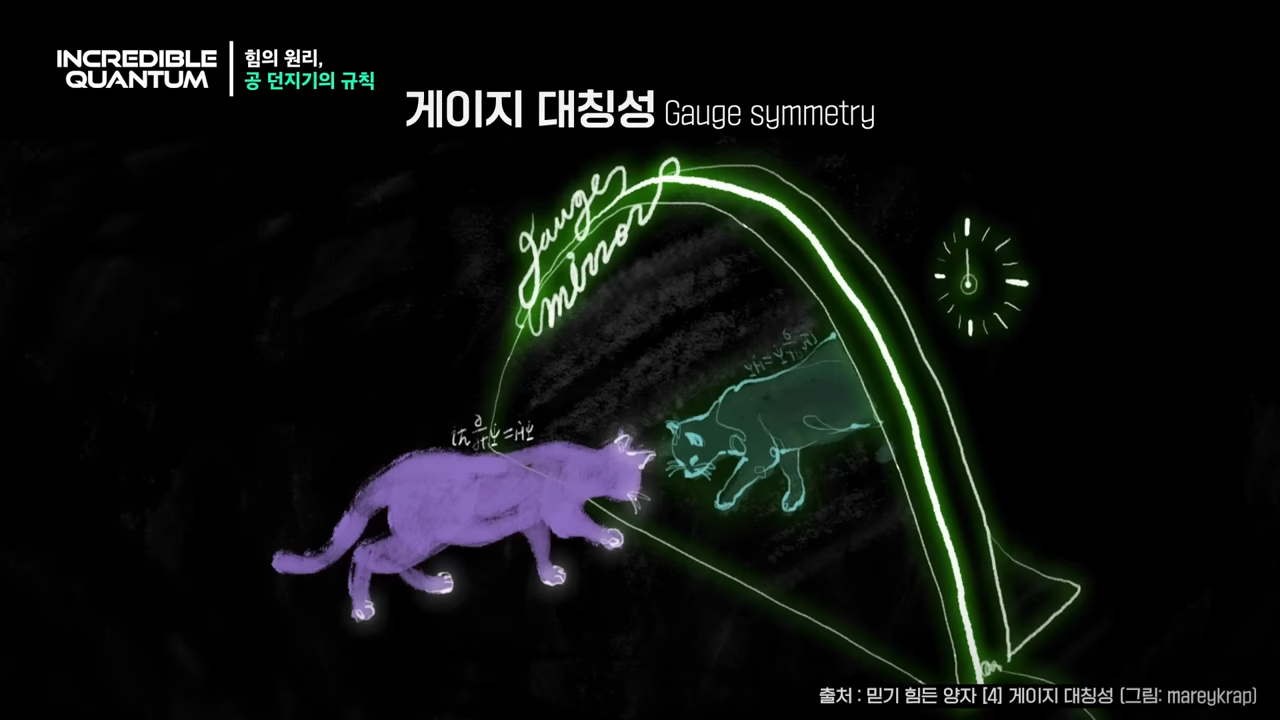 INCREDIBLE
QUANTUM
힘의 원리,
공 던지기의 규칙
게이지 대칭성 Gauge symmetry
Gauge
mirror
출처 : 믿기 힘든 양자 [4] 게이지 대칭성 (그림: mareykrap)